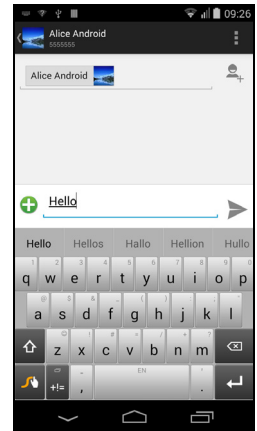 09:26
Alice Android
5555555
Alice Android
Hello
Hello Hellos Hallo Hellion Hullo
1 2 3 4 5 6 7 8 9 0
q w e r t y u i o p
a s d f g h j k l
z x c v b n m
+!= , EN .